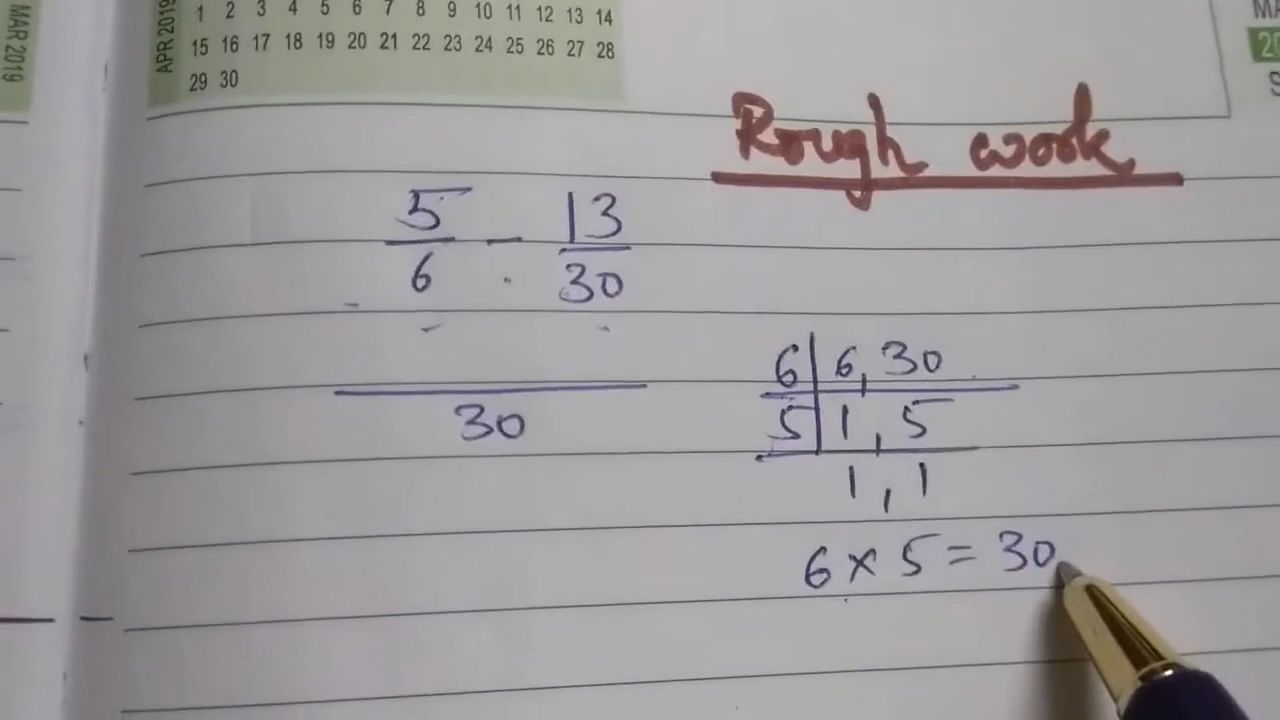 MAR 2019
APR 2019
1 2 3 4 5 6 7 8 9 10 11 12 13 14
15 16 17 18 19 20 21 22 23 24 25 26 27 28
29 30
Rough work
5/6 - 13/30
30
6 | 6, 30
5 | 1, 5
1, 1
6 × 5 = 30